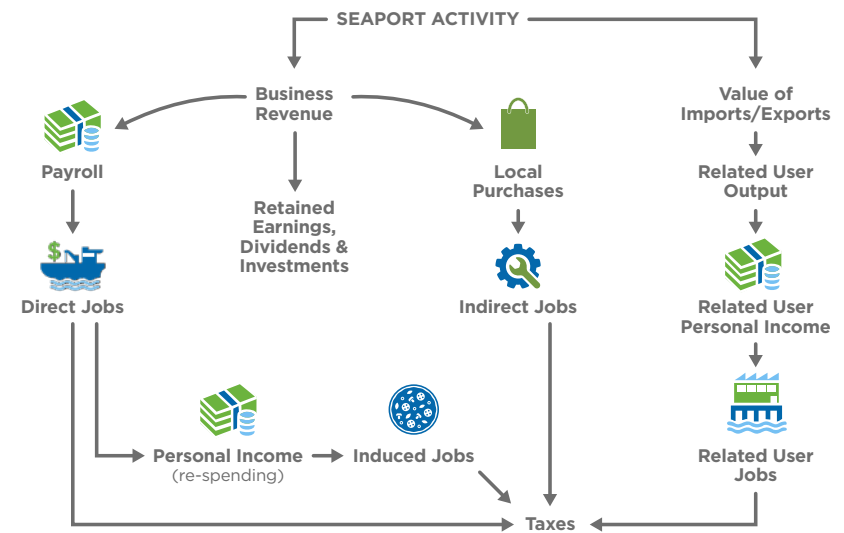 SEAPORT ACTIVITY
Business
Revenue
Value of
Imports/Exports
Payroll
Local
Purchases
Related User
Output
Retained
Earnings,
Dividends &
Investments
$
Direct Jobs
Indirect Jobs
Related User
Personal Income
Personal Income
(re-spending)
Induced Jobs
Related User
Jobs
Taxes